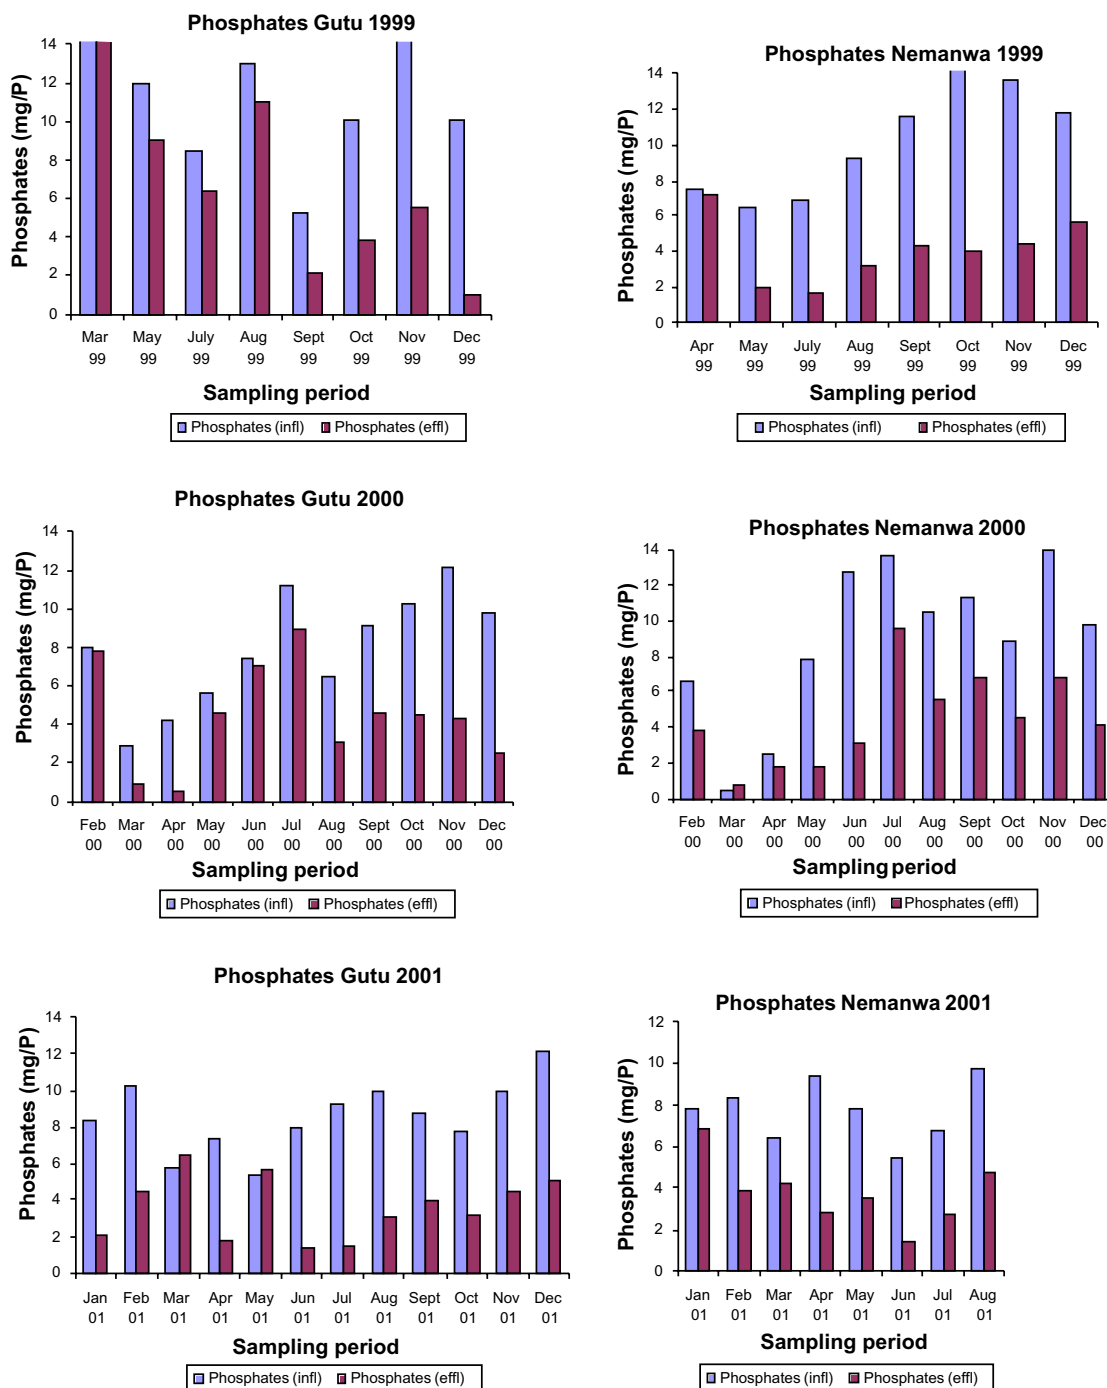 Phosphates Gutu 1999
Phosphates (mg/P)
14
12
10
8
6
4
2
0
Mar May July Aug Sept Oct Nov Dec
99 99 99 99 99 99 99 99
Sampling period
Phosphates (infl) Phosphates (effl)
Phosphates Nemanwa 1999
Phosphates (mg/P)
14
12
10
8
6
4
2
0
Apr May July Aug Sept Oct Nov Dec
99 99 99 99 99 99 99 99
Sampling period
Phosphates (infl) Phosphates (effl)
Phosphates Gutu 2000
Phosphates (mg/P)
14
12
10
8
6
4
2
0
Feb Mar Apr May Jun Jul Aug Sept Oct Nov Dec
00 00 00 00 00 00 00 00 00 00 00
Sampling period
Phosphates (infl) Phosphates (effl)
Phosphates Nemanwa 2000
Phosphates (mg/P)
14
12
10
8
6
4
2
0
Feb Mar Apr May Jun Jul Aug Sept Oct Nov Dec
00 00 00 00 00 00 00 00 00 00 00
Sampling period
Phosphates (infl) Phosphates (effl)
Phosphates Gutu 2001
Phosphates (mg/P)
14
12
10
8
6
4
2
0
Jan Feb Mar Apr May Jun Jul Aug Sept Oct Nov Dec
01 01 01 01 01 01 01 01 01 01 01 01
Sampling period
Phosphates (infl) Phosphates (effl)
Phosphates Nemanwa 2001
Phosphates (mg/P)
12
10
8
6
4
2
0
Jan Feb Mar Apr May Jun Jul Aug
01 01 01 01 01 01 01 01
Sampling period
Phosphates (infl) Phosphates (effl)